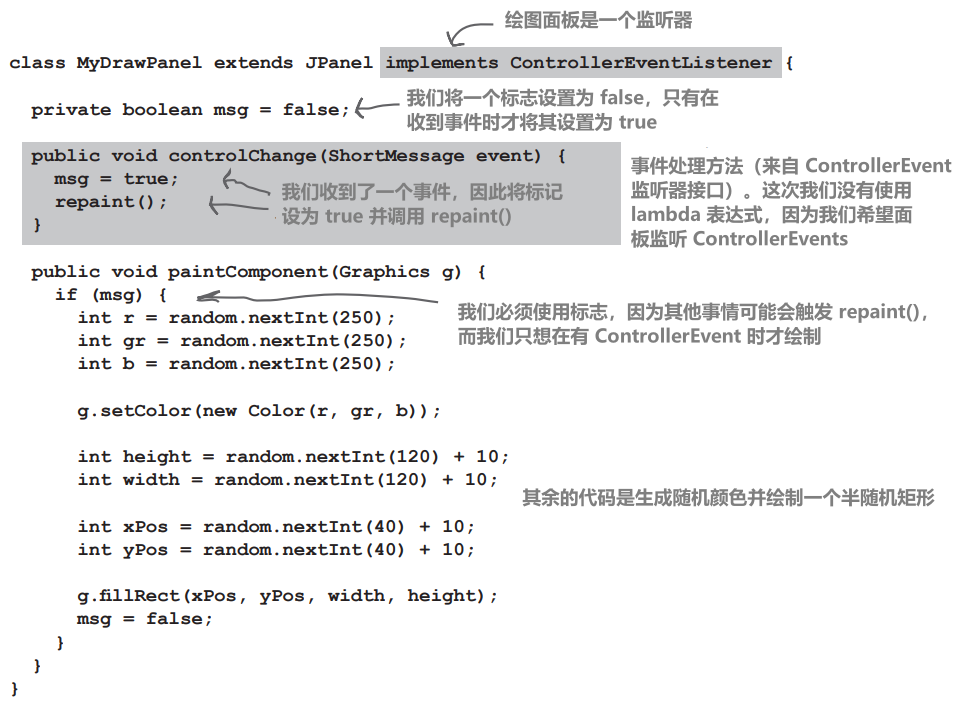 绘图面板是一个监听器
class MyDrawPanel extends JPanel implements ControllerEventListener {
private boolean msg = false;
我们将一个标志设置为 false，只有在
收到事件时才将其设置为 true
public void controlChange(ShortMessage event) {
msg = true;
repaint();
}
我们收到了一个事件，因此将标记
设为 true 并调用 repaint()
事件处理方法（来自 ControllerEvent
监听器接口）。这次我们没有使用
lambda 表达式，因为我们希望面
板监听 ControllerEvents
public void paintComponent(Graphics g) {
if (msg) {
我们必须使用标志，因为其他事情可能会触发 repaint()，
而我们只想在有 ControllerEvent 时才绘制
int r = random.nextInt(250);
int gr = random.nextInt(250);
int b = random.nextInt(250);
g.setColor(new Color(r, gr, b));
int height = random.nextInt(120) + 10;
int width = random.nextInt(120) + 10;
其余的代码是生成随机颜色并绘制一个半随机矩形
int xPos = random.nextInt(40) + 10;
int yPos = random.nextInt(40) + 10;
g.fillRect(xPos, yPos, width, height);
msg = false;
}
}
}